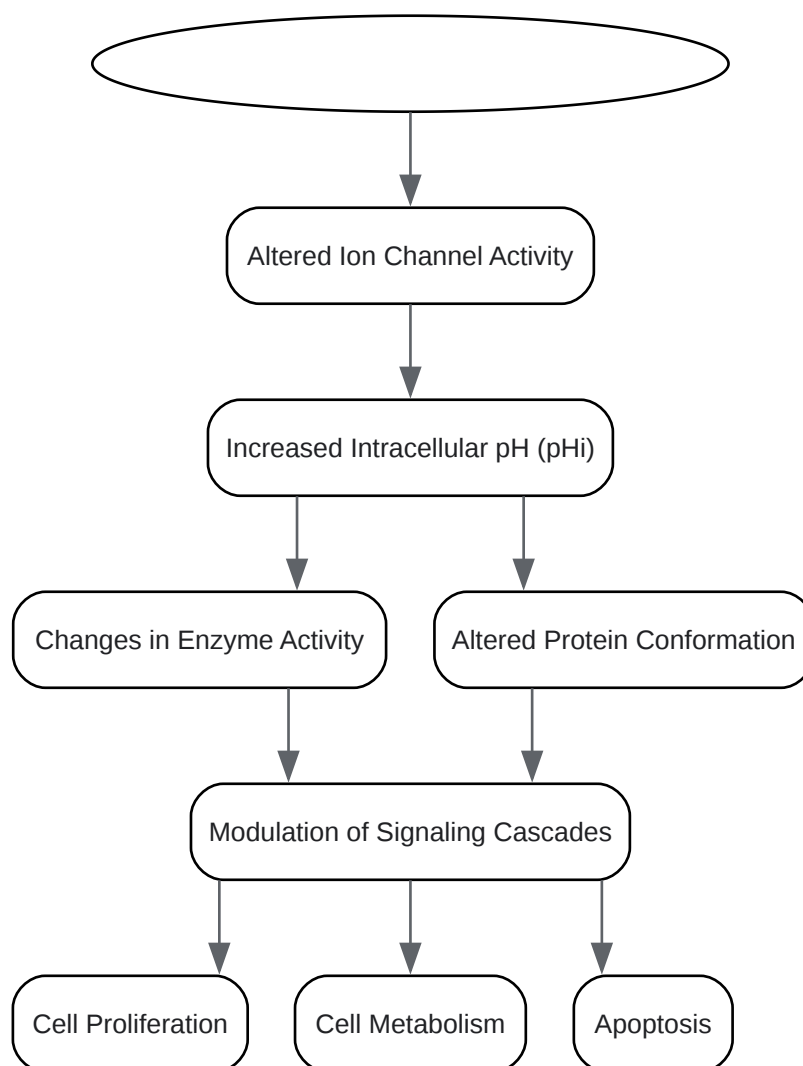 Altered Ion Channel Activity
Increased Intracellular pH (pHi)
Changes in Enzyme Activity
Altered Protein Conformation
Modulation of Signaling Cascades
Cell Proliferation
Cell Metabolism
Apoptosis